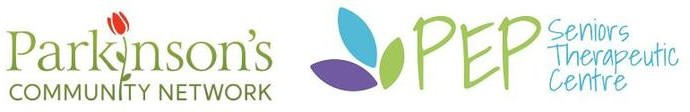 Parkinson's
COMMUNITY NETWORK
PEP
Seniors
Therapeutic
Centre